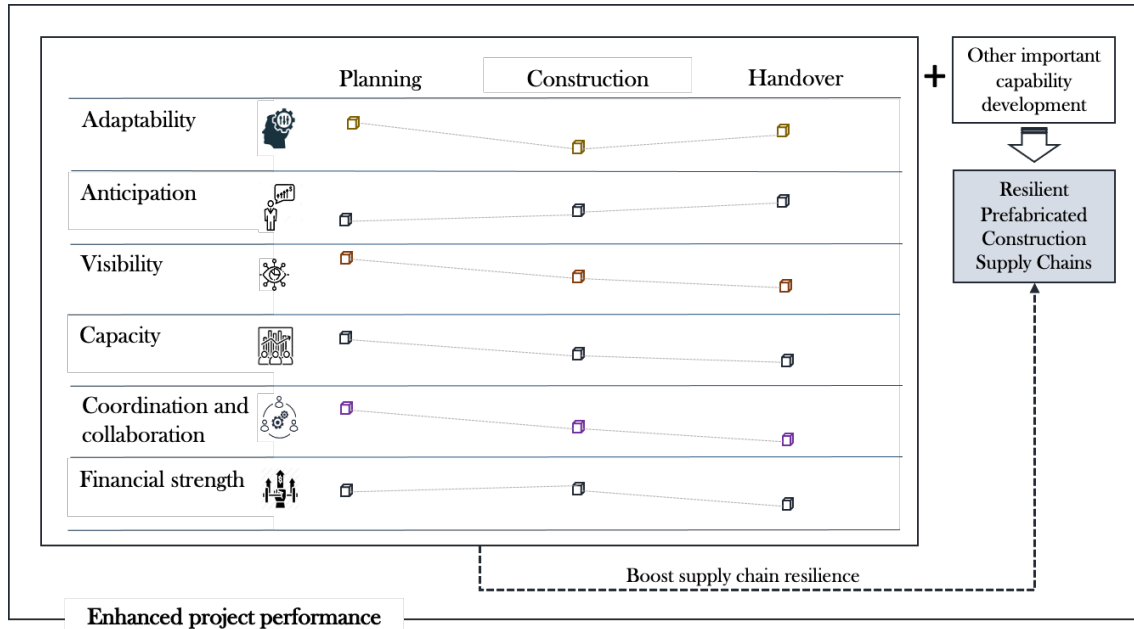 Planning
Construction
Handover
Adaptability
Anticipation
Visibility
Capacity
Coordination and
collaboration
Financial strength
Other important
capability
development
Resilient
Prefabricated
Construction
Supply Chains
Boost supply chain resilience
Enhanced project performance